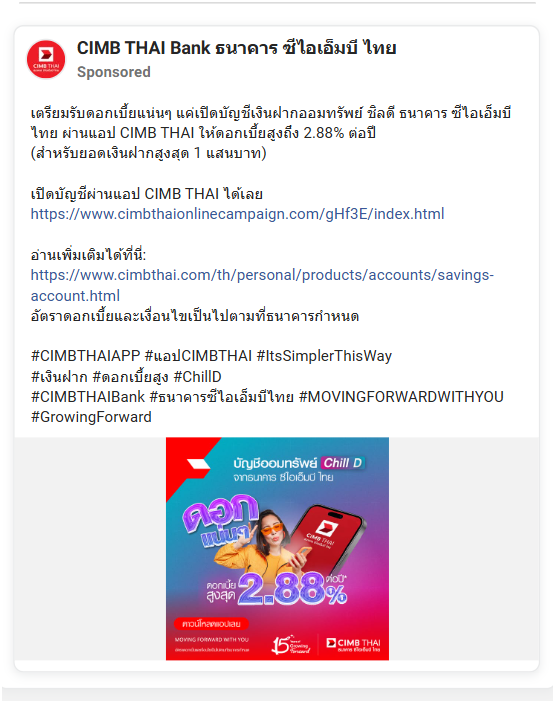 CIMB THAI Bank ธนาคาร ซีไอเอ็มบี ไทย
Sponsored
เตรียมรับดอกเบี้ยแน่นๆ แค่เปิดบัญชีเงินฝากออมทรัพย์ ชิลดี ธนาคาร ซีไอเอ็มบี
ไทย ผ่านแอป CIMB THAI ให้ดอกเบี้ยสูงถึง 2.88% ต่อปี
(สำหรับยอดเงินฝากสูงสุด 1 แสนบาท)
เปิดบัญชีผ่านแอป CIMB THAI ได้เลย
https://www.cimbthaionlinecampaign.com/gHf3E/index.html
อ่านเพิ่มเติมได้ที่นี่:
https://www.cimbthai.com/th/personal/products/accounts/savings-
account.html
อัตราดอกเบี้ยและเงื่อนไขเป็นไปตามที่ธนาคารกำหนด
#CIMBTHAIAPP #แอปCIMBTHAI #ItsSimplerThisWay
#เงินฝาก #ดอกเบี้ยสูง #ChillD
#CIMBTHAIBank #ธนาคารซีไอเอ็มบีไทย #MOVINGFORWARDWITHYOU
#GrowingForward
บัญชีออมทรัพย์ Chill D
จากธนาคาร ซีไอเอ็มบี ไทย
ดอก
แน่นๆ
CIMB THAI
ดอกเบี้ย
สูงสุด 2.88% ต่อปี*
ดาวน์โหลดแอปเลย
MOVING FORWARD WITH YOU
15 Years of Growing Forward
CIMB THAI
ธนาคาร ซีไอเอ็มบี ไทย